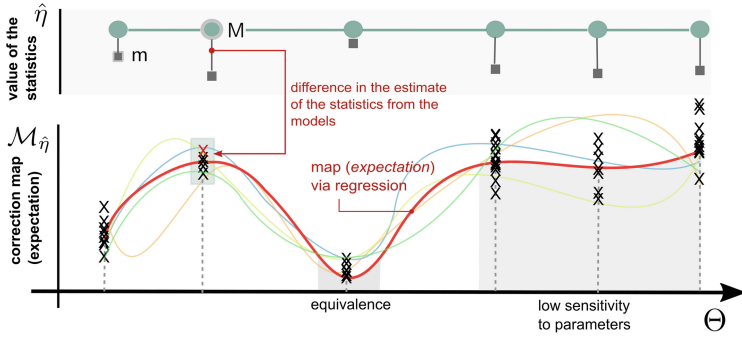 η̂
value of the
statistics
m
M
difference in the estimate
of the statistics from the
models
ℳ_η̂
correction map
(expectation)
map (expectation)
via regression
equivalence
low sensitivity
to parameters
Θ